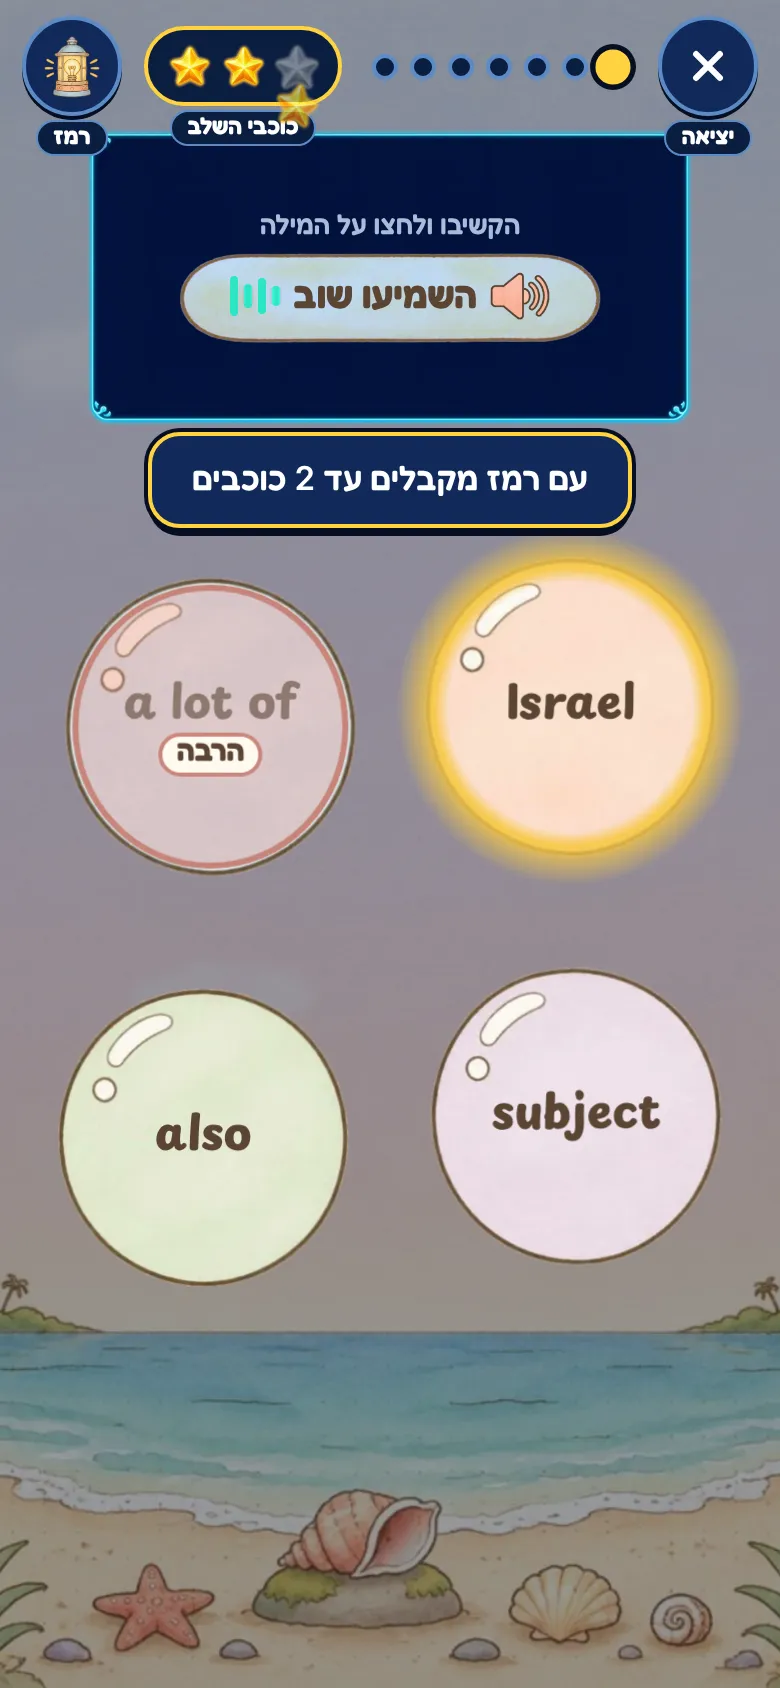 רמז
כוכבי השלב
יציאה
הקשיבו ולחצו על המילה
השמיעו שוב
עם רמז מקבלים עד 2 כוכבים
a lot of
הרבה
Israel
also
subject